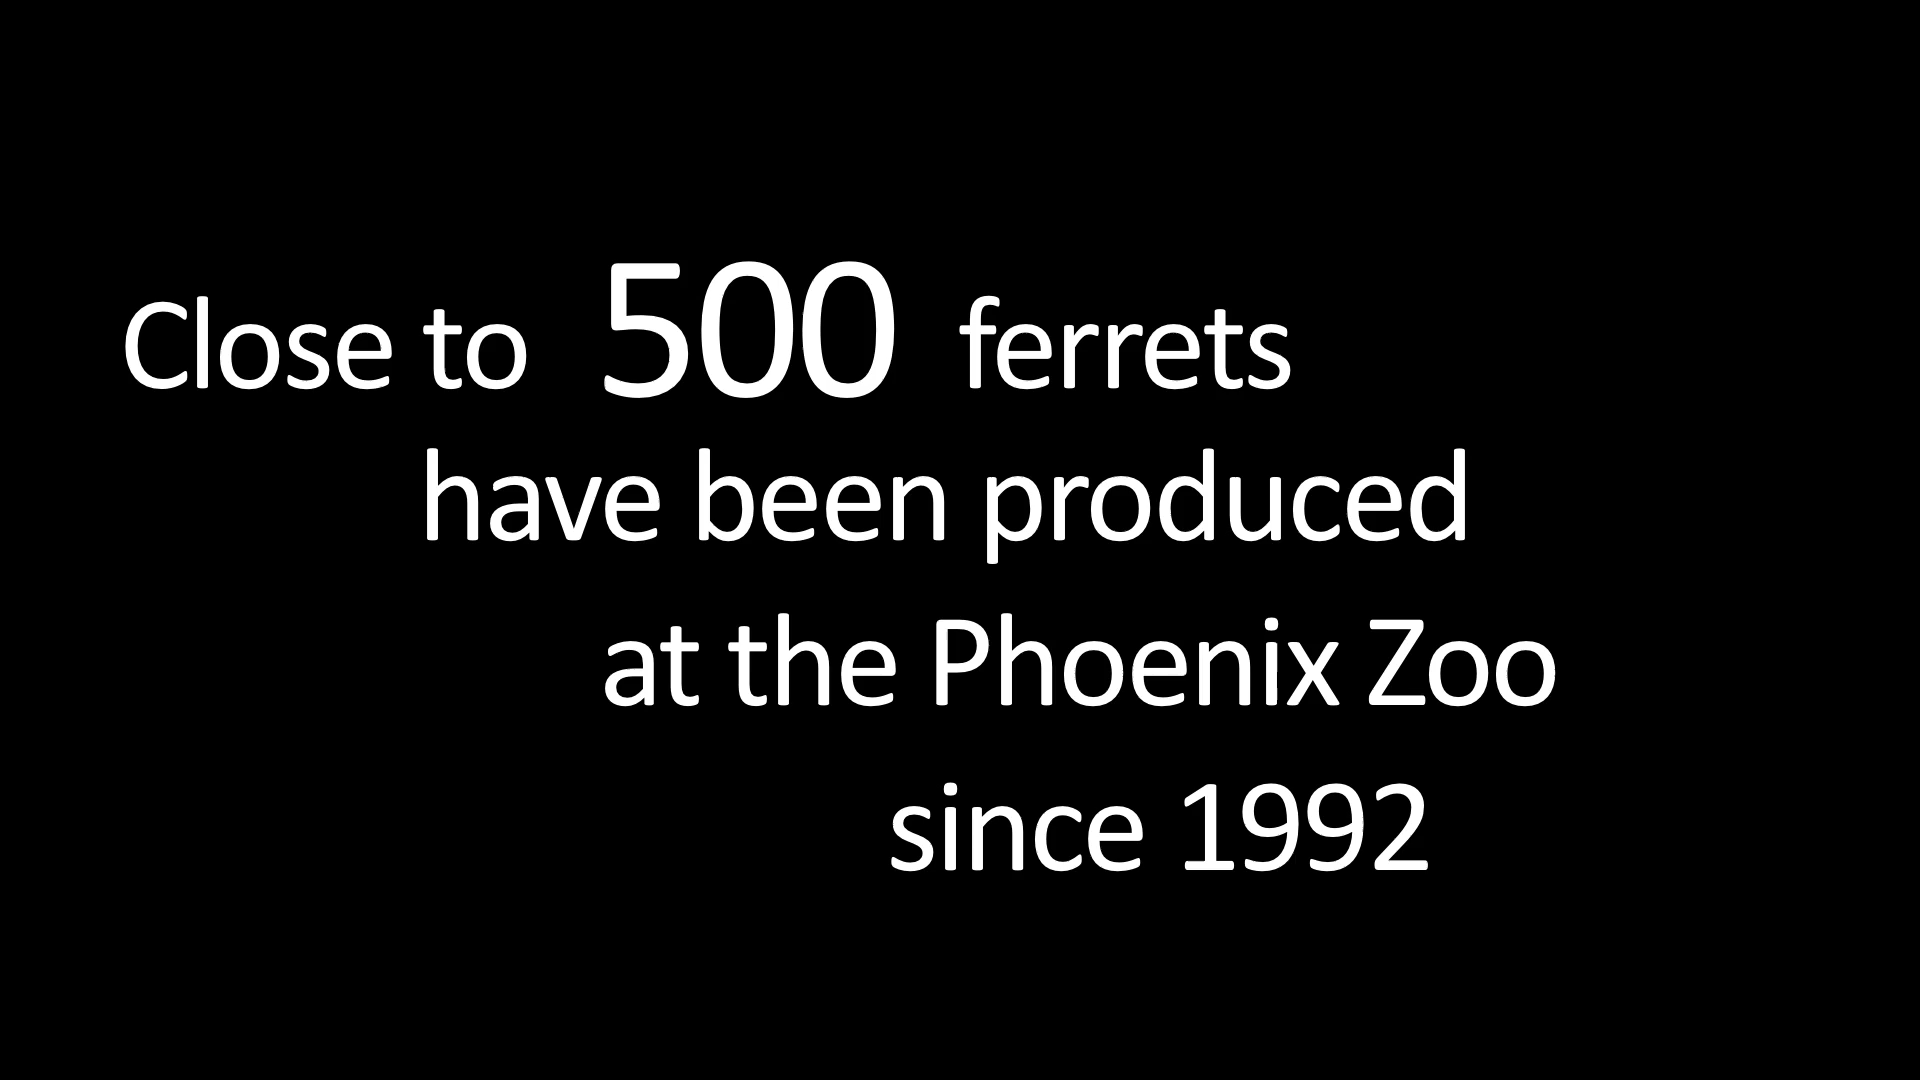 Close to 500 ferrets
have been produced
at the Phoenix Zoo
since 1992